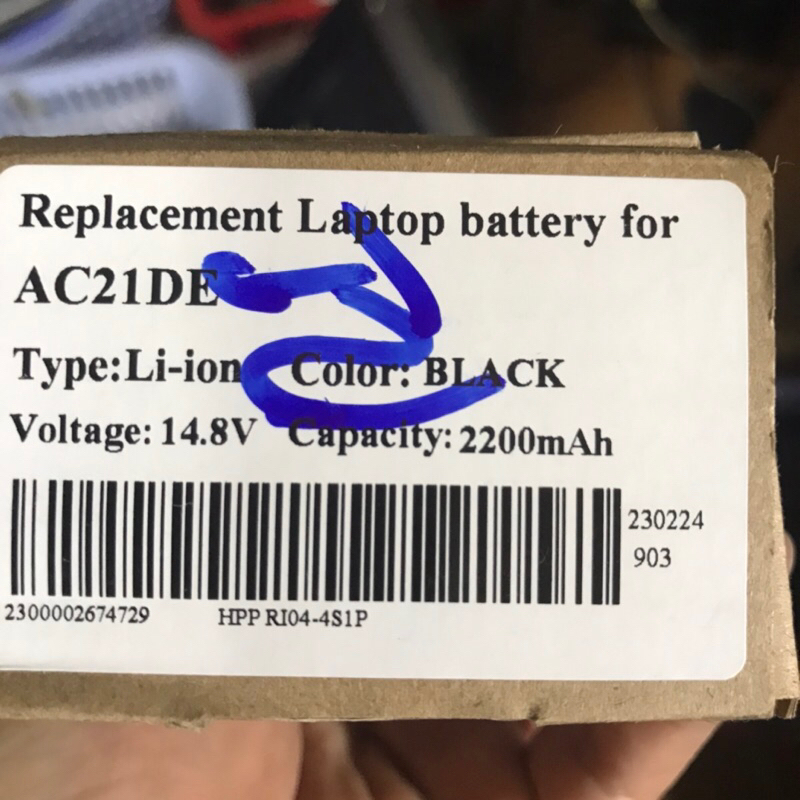 Replacement Laptop battery for
AC21DE
Type:Li-ion Color: BLACK
Voltage: 14.8V Capacity: 2200mAh
230224
903
2300002674729 HPP RI04-4S1P